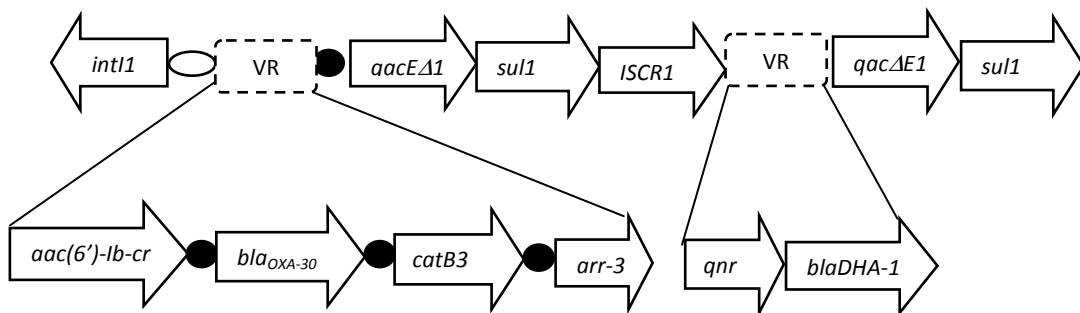 intI1 VR qacEΔ1 sul1 ISCR1 VR qacΔE1 sul1
aac(6’)-Ib-cr blaOXA-30 catB3 arr-3 qnr blaDHA-1